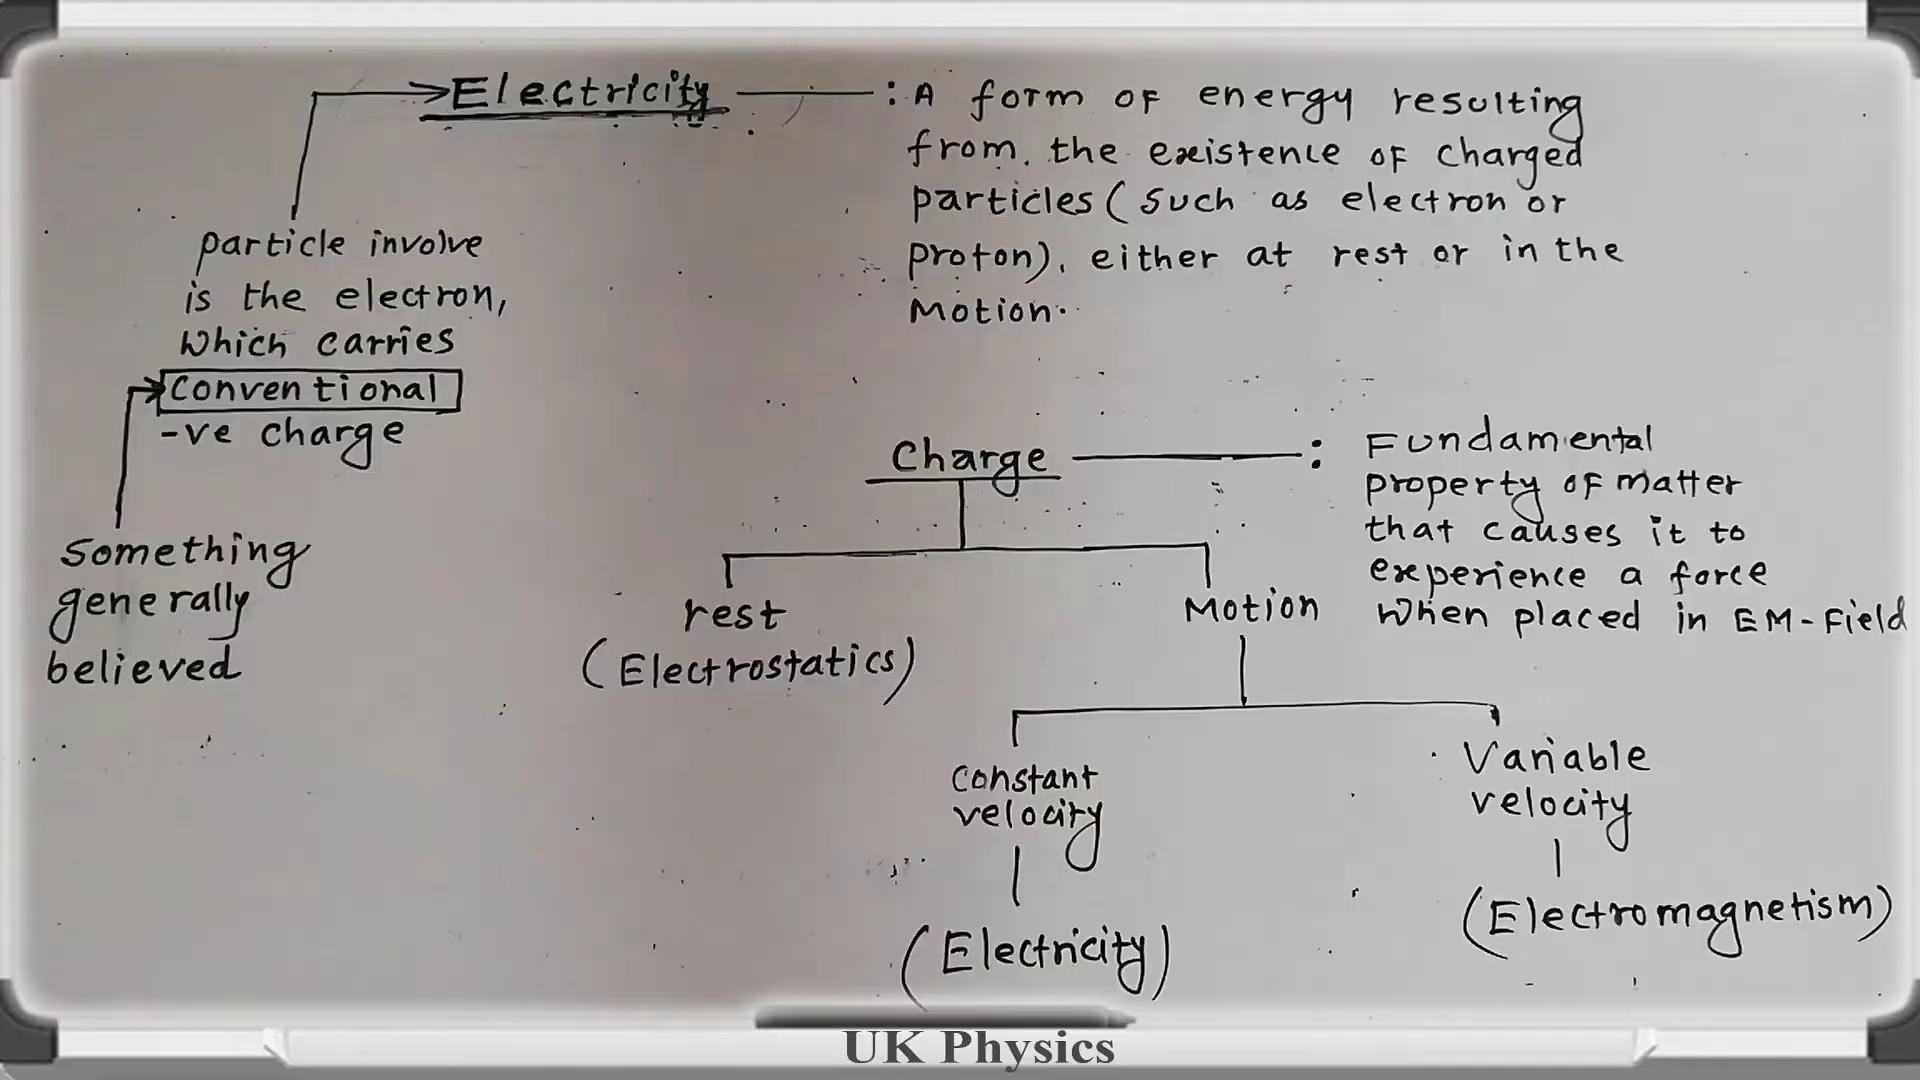 Electricity : A form of energy resulting
from. the existence of charged
particles (such as electron or
proton), either at rest or in the
Motion.
particle involve
is the electron,
which carries
conventional
-ve charge
something
generally
believed
Charge : Fundamental
property of matter
that causes it to
experience a force
when placed in EM-Field
rest
(Electrostatics)
Motion
constant
velocity
(Electricity)
Variable
velocity
(Electromagnetism)
UK Physics